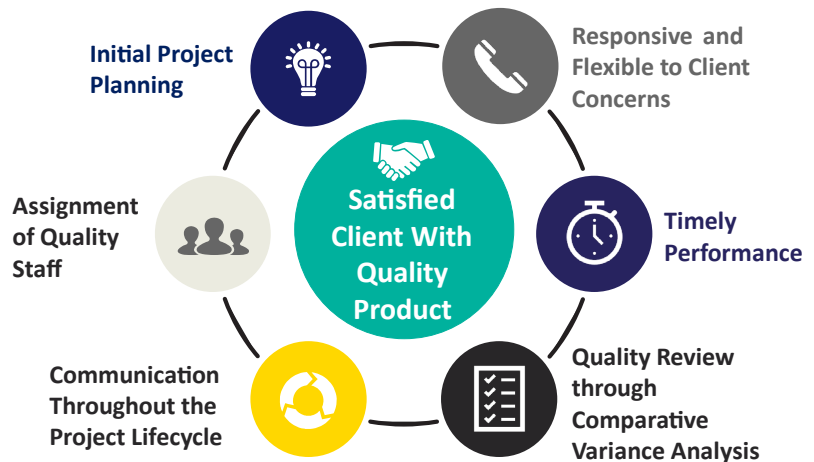 Initial Project
Planning
Responsive and
Flexible to Client
Concerns
Assignment
of Quality
Staff
Satisfied
Client With
Quality
Product
Timely
Performance
Communication
Throughout the
Project Lifecycle
Quality Review
through
Comparative
Variance Analysis